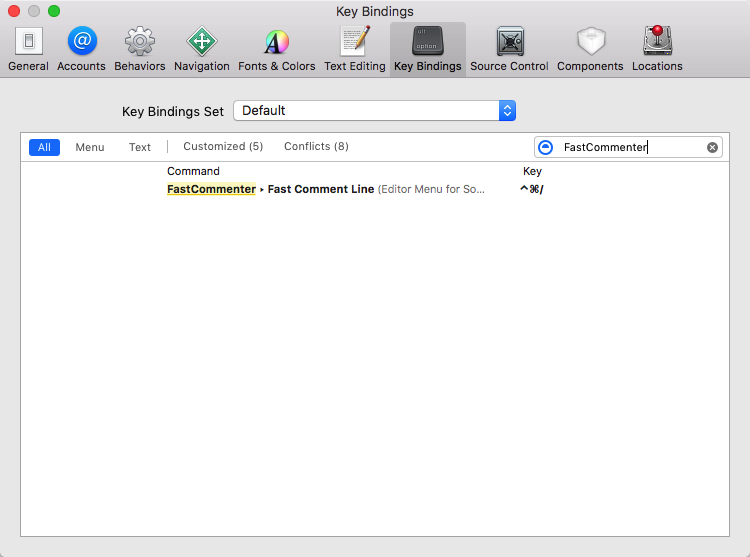 Key Bindings
General Accounts Behaviors Navigation Fonts & Colors Text Editing Key Bindings Source Control Components Locations
Key Bindings Set Default
All Menu Text Customized (5) Conflicts (8) FastCommenter
Command Key
FastCommenter ▸ Fast Comment Line (Editor Menu for So... ^⌘/